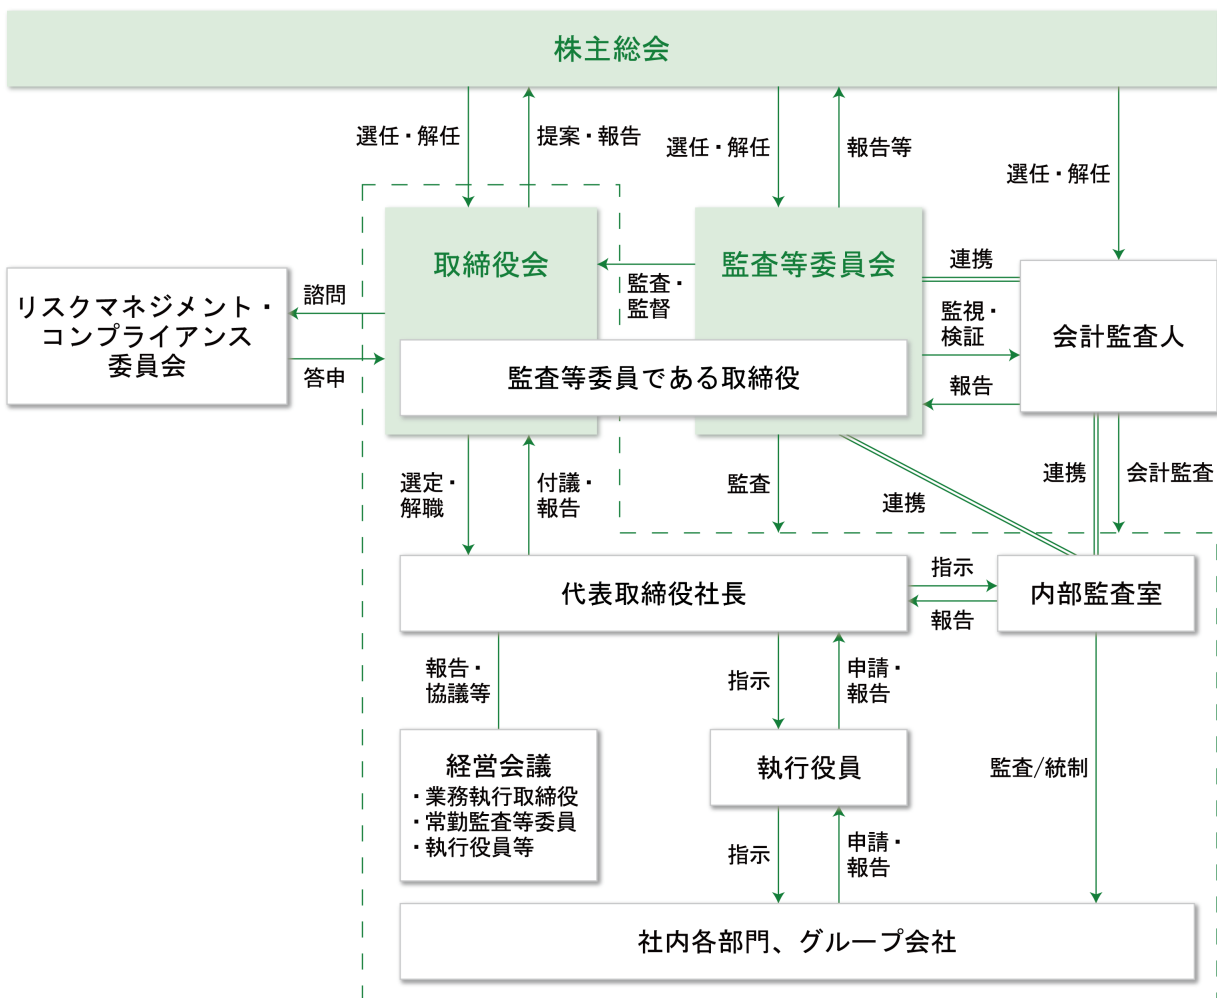 株主総会
選任・解任
提案・報告
選任・解任
報告等
選任・解任
取締役会
監査等委員会
監査・
監督
連携
監視・
検証
報告
会計監査人
リスクマネジメント・
コンプライアンス
委員会
諮問
答申
監査等委員である取締役
選定・
解職
付議・
報告
監査
連携
連携
会計監査
代表取締役社長
指示
報告
内部監査室
報告・
協議等
指示
申請・
報告
経営会議
・業務執行取締役
・常勤監査等委員
・執行役員等
執行役員
監査/統制
指示
申請・
報告
社内各部門、グループ会社